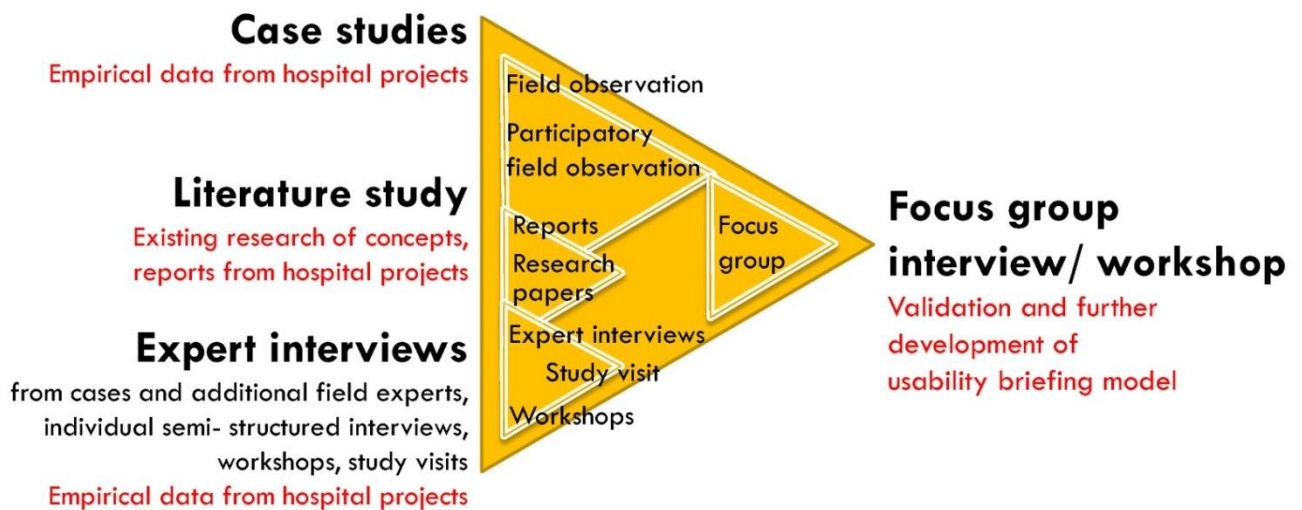 Case studies
Empirical data from hospital projects
Literature study
Existing research of concepts,
reports from hospital projects
Expert interviews
from cases and additional field experts,
individual semi- structured interviews,
workshops, study visits
Empirical data from hospital projects
Field observation
Participatory
field observation
Reports
Research
papers
Expert interviews
Study visit
Workshops
Focus
group
Focus group
interview/ workshop
Validation and further
development of
usability briefing model